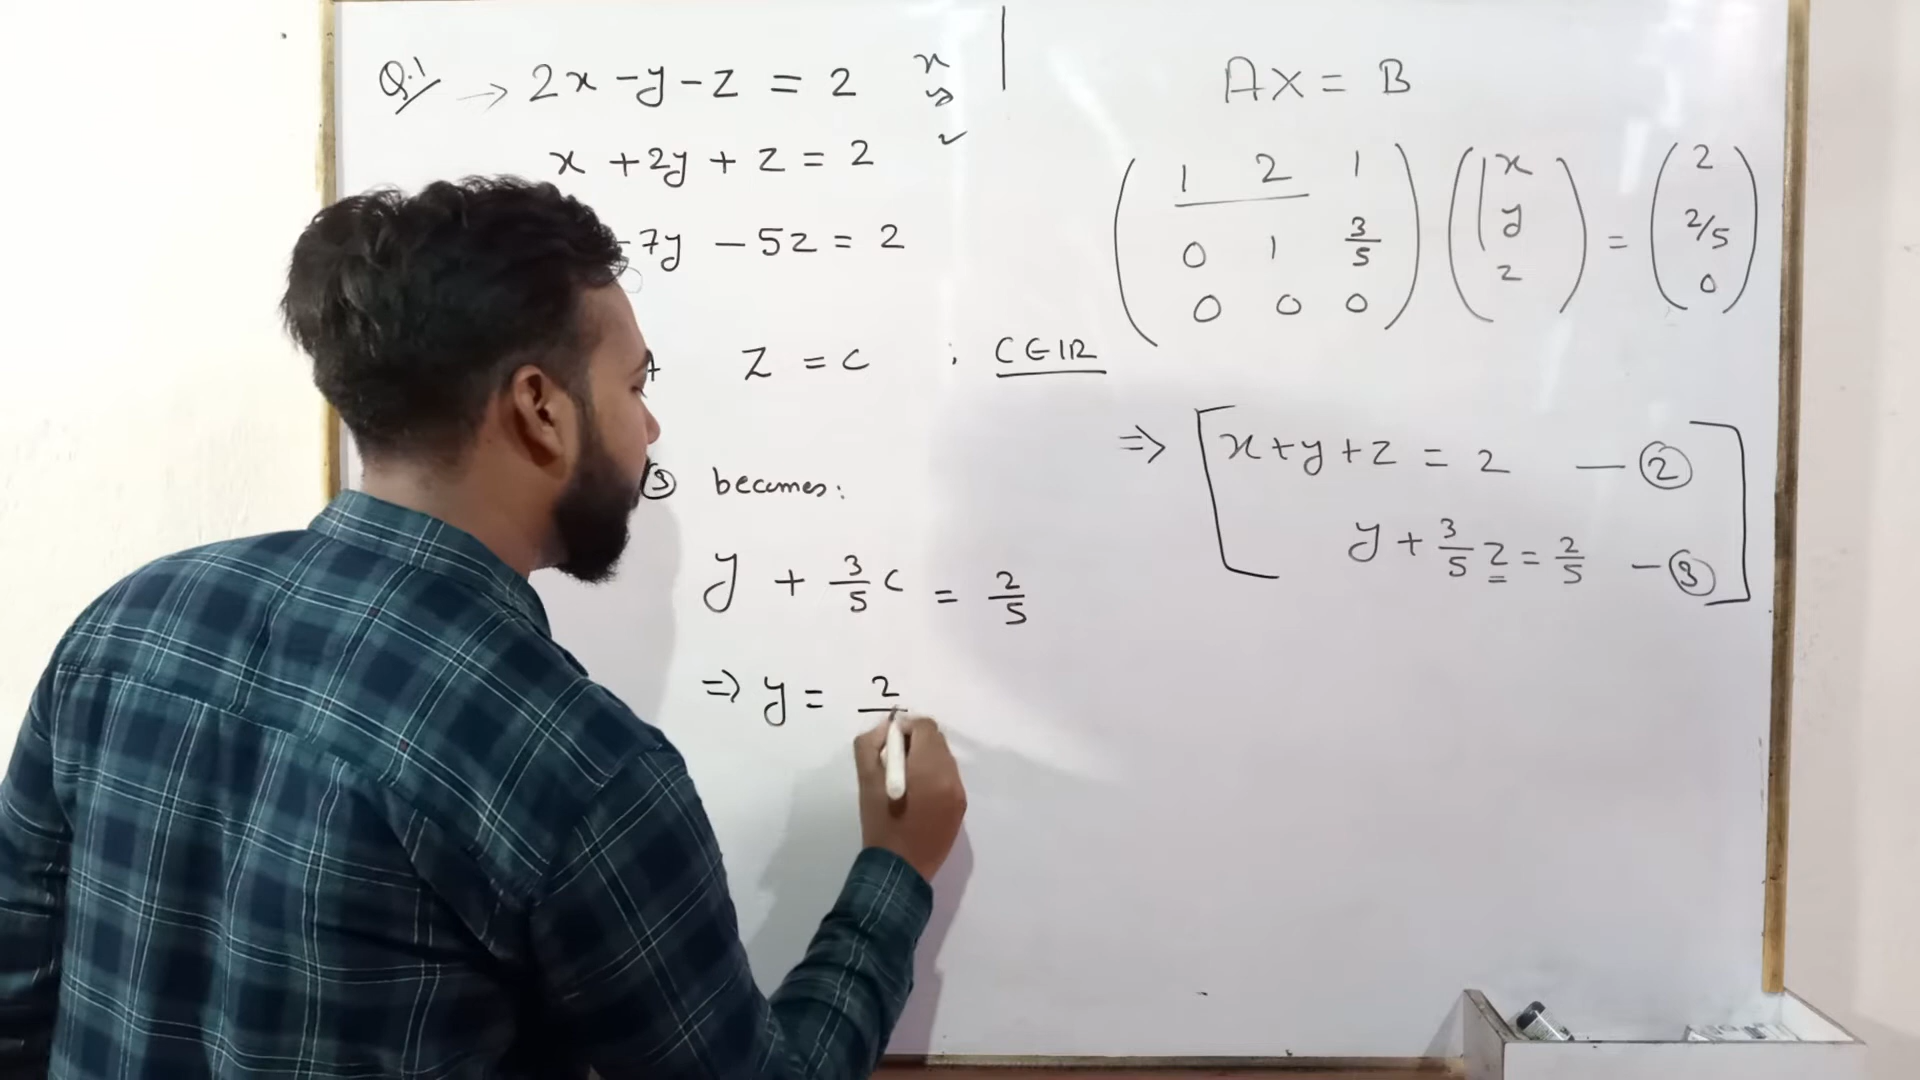 Q.1 → 2x - y - z = 2
x + 2y + z = 2
- 7y - 5z = 2
x
y
z = c , C ∈ IR
③ becomes:
y + 3/5 c = 2/5
⇒ y = 2
AX = B
( 1 2 1 ) ( x ) ( 2 )
( 0 1 3/5 ) ( y ) = ( 2/5 )
( 0 0 0 ) ( z ) ( 0 )
⇒ [ x + y + z = 2 — ②
y + 3/5 z = 2/5 — ③ ]